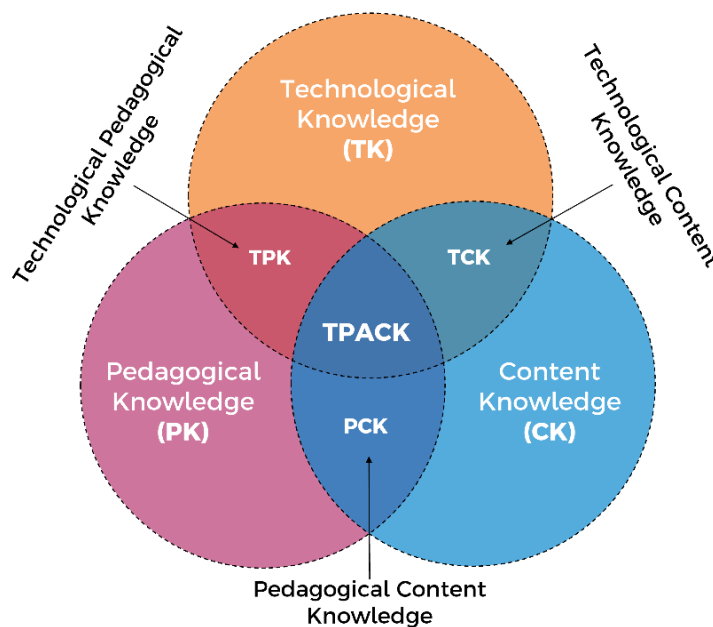 Technological Pedagogical
Knowledge
Technological
Knowledge
(TK)
Technological Content
Knowledge
TPK
TCK
TPACK
Pedagogical
Knowledge
(PK)
Content
Knowledge
(CK)
PCK
Pedagogical Content
Knowledge